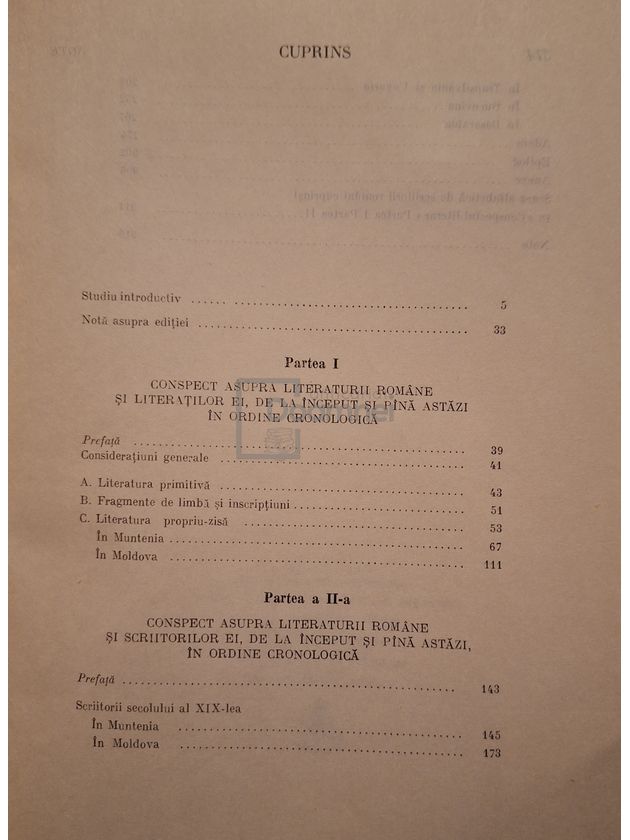 CUPRINS
Studiu introductiv ...... ............................... 5
Notă asupra ediției ..................................... 33
Partea I
CONSPECT ASUPRA LITERATURII ROMÂNE
ȘI LITERAȚILOR EI, DE LA ÎNCEPUT ȘI PÎNĂ ASTĂZI
ÎN ORDINE CRONOLOGICĂ
Prefață ................................................. 39
Considerațiuni generale ................................. 41
A. Literatura primitivă ................................. 43
B. Fragmente de limbă și inscripțiuni ................... 51
C. Literatura propriu-zisă .............................. 53
În Muntenia ............................................. 67
În Moldova .............................................. 111
Partea a II-a
CONSPECT ASUPRA LITERATURII ROMÂNE
ȘI SCRIITORILOR EI, DE LA ÎNCEPUT ȘI PÎNĂ ASTĂZI,
ÎN ORDINE CRONOLOGICĂ
Prefață ................................................. 143
Scriitorii secolului al XIX-lea
În Muntenia ............................................. 145
În Moldova .............................................. 173